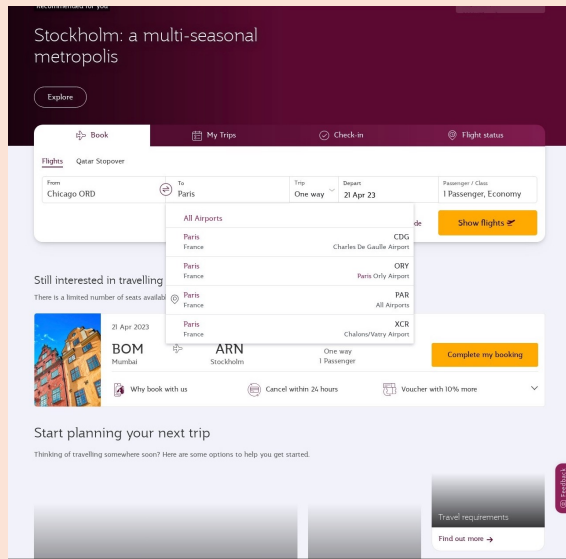 Recommended for you
Stockholm: a multi-seasonal
metropolis
Explore
Book
My Trips
Check-in
Flight status
Flights Qatar Stopover
From
Chicago ORD
To
Paris
Trip
One way
Depart
21 Apr 23
Passenger / Class
1 Passenger, Economy
All Airports
Paris CDG
France Charles De Gaulle Airport
Paris ORY
France Paris Orly Airport
Paris PAR
France All Airports
Paris XCR
France Chalons/Vatry Airport
de
Show flights
Still interested in travelling
There is a limited number of seats availab
21 Apr 2023
BOM
Mumbai
ARN
Stockholm
One way
1 Passenger
Complete my booking
Why book with us
Cancel within 24 hours
Voucher with 10% more
Start planning your next trip
Thinking of travelling somewhere soon? Here are some options to help you get started.
Travel requirements
Find out more →
Feedback